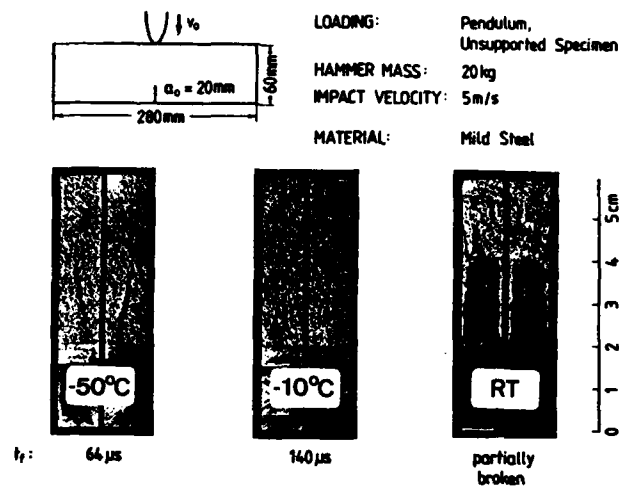 v₀
LOADING: Pendulum,
Unsupported Specimen
HAMMER MASS: 20kg
IMPACT VELOCITY: 5m/s
MATERIAL: Mild Steel
a₀ = 20mm
60mm
280mm
-50°C
-10°C
RT
5cm
4
3
2
1
0
t_f: 64 µs 140 µs partially
broken